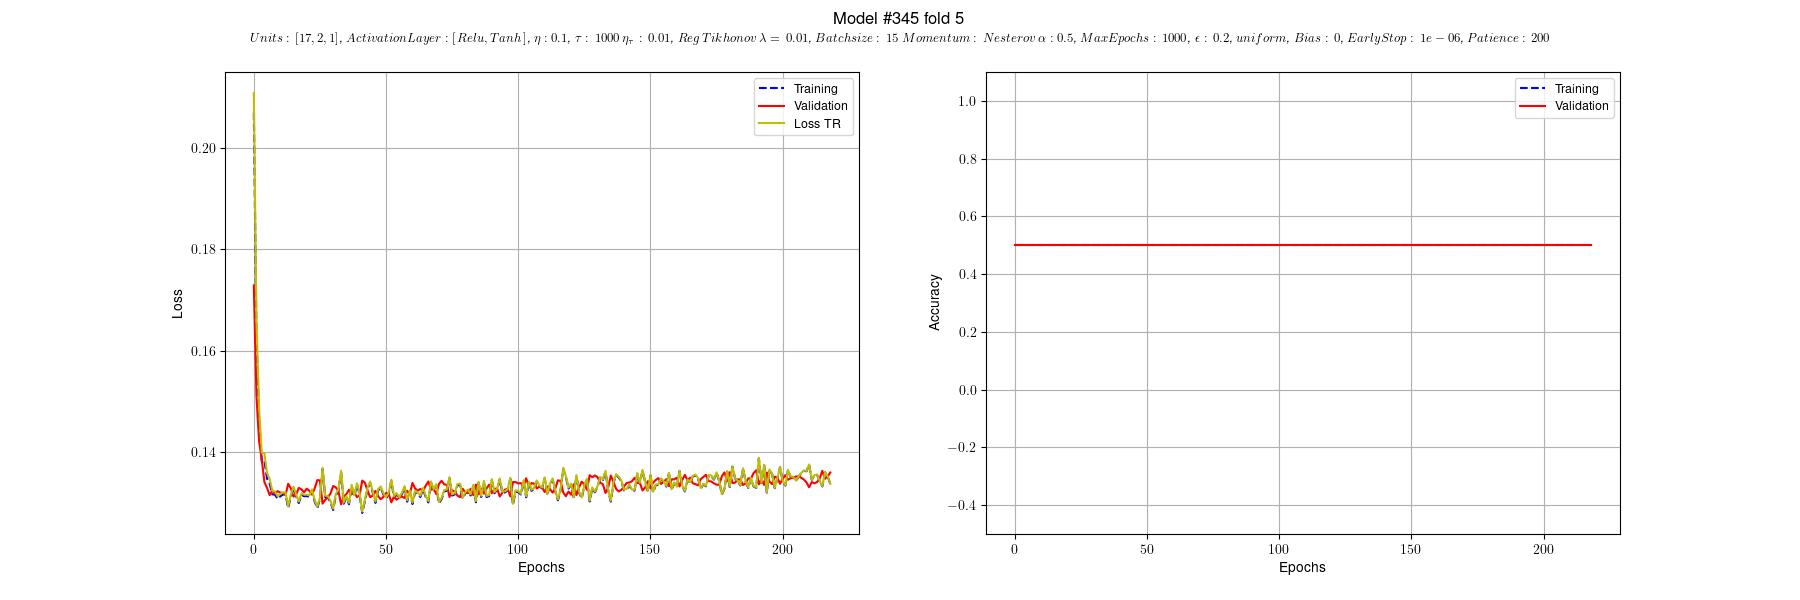 Model #345 fold 5
Units : [17, 2, 1], ActivationLayer : [Relu, Tanh], η : 0.1, τ : 1000 ητ : 0.01, Reg Tikhonov λ = 0.01, Batchsize : 15 Momentum : Nesterov α : 0.5, MaxEpochs : 1000, ϵ : 0.2, uniform, Bias : 0, EarlyStop : 1e − 06, Patience : 200
Loss
0.20
0.18
0.16
0.14
Training
Validation
Loss TR
0
50
100
150
200
Epochs
Accuracy
1.0
0.8
0.6
0.4
0.2
0.0
−0.2
−0.4
Training
Validation
0
50
100
150
200
Epochs